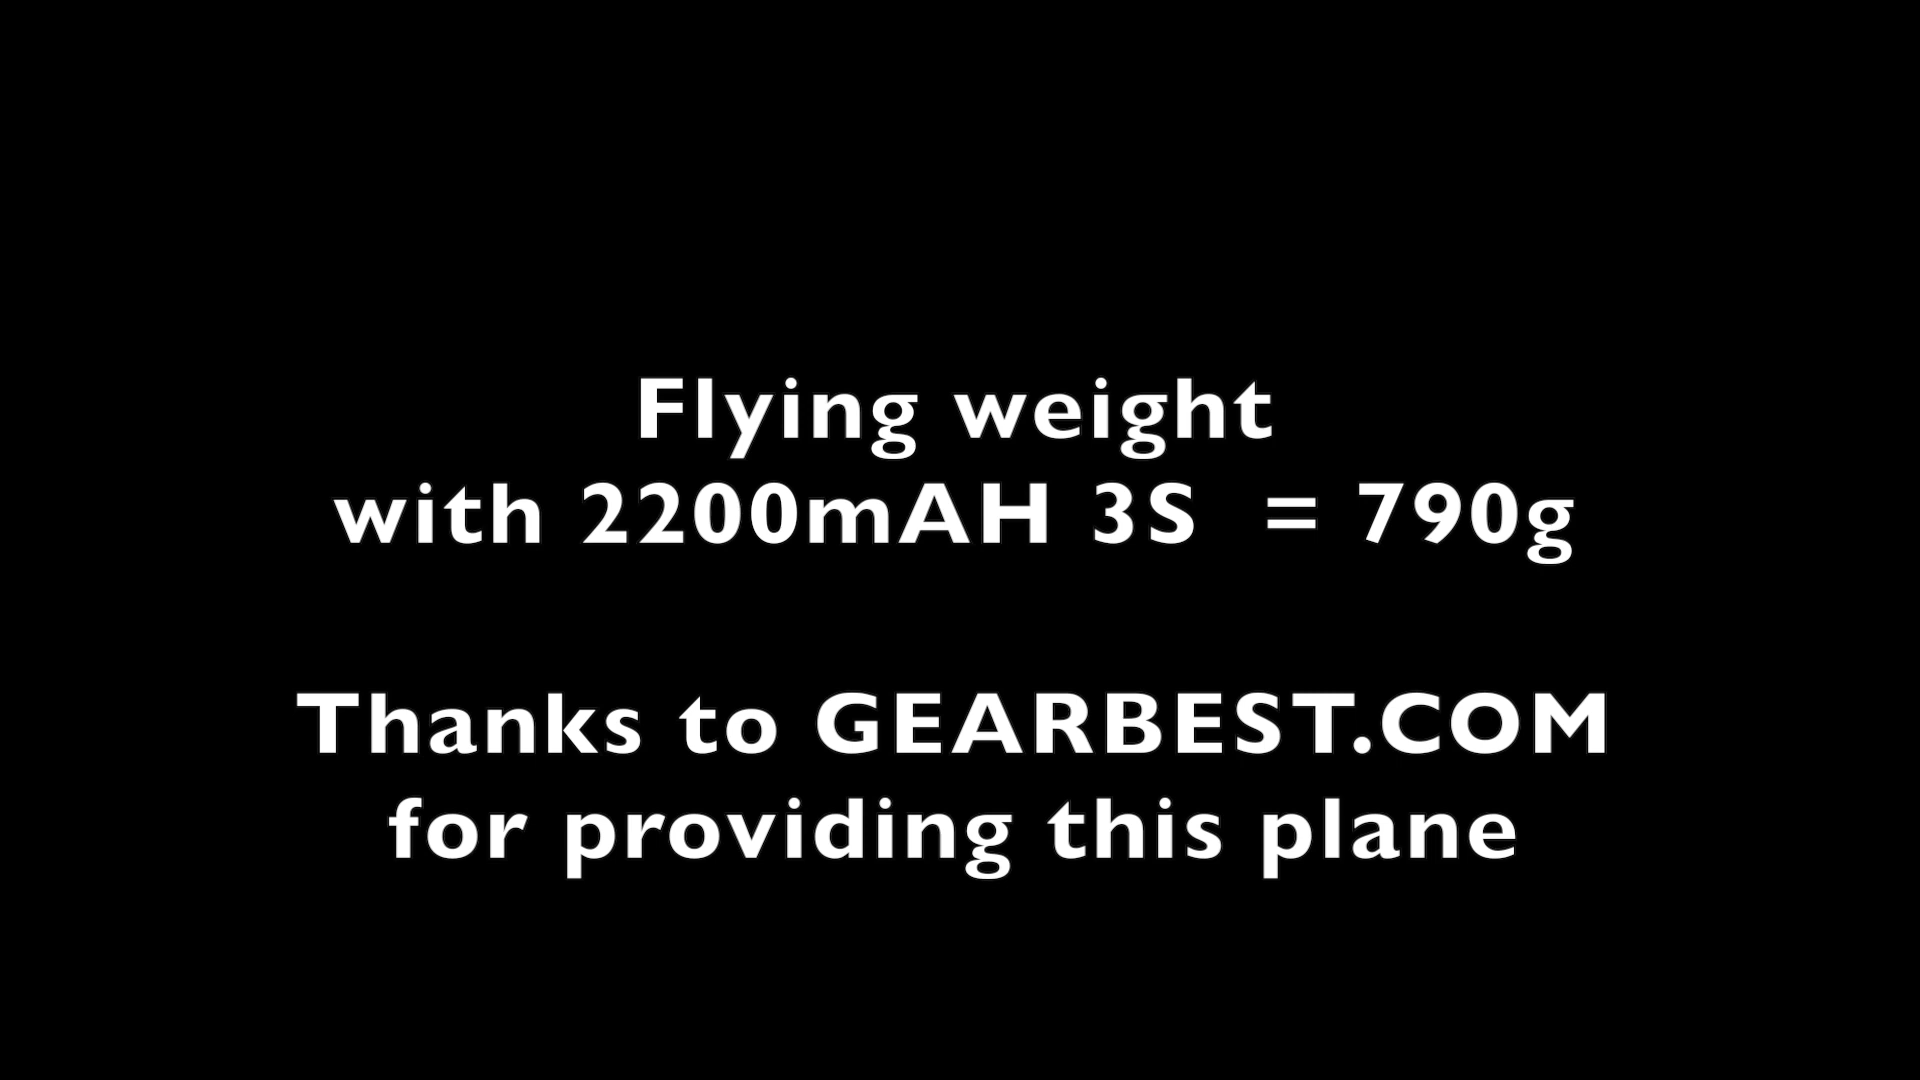 Flying weight
with 2200mAH 3S  = 790g
Thanks to GEARBEST.COM
for providing this plane